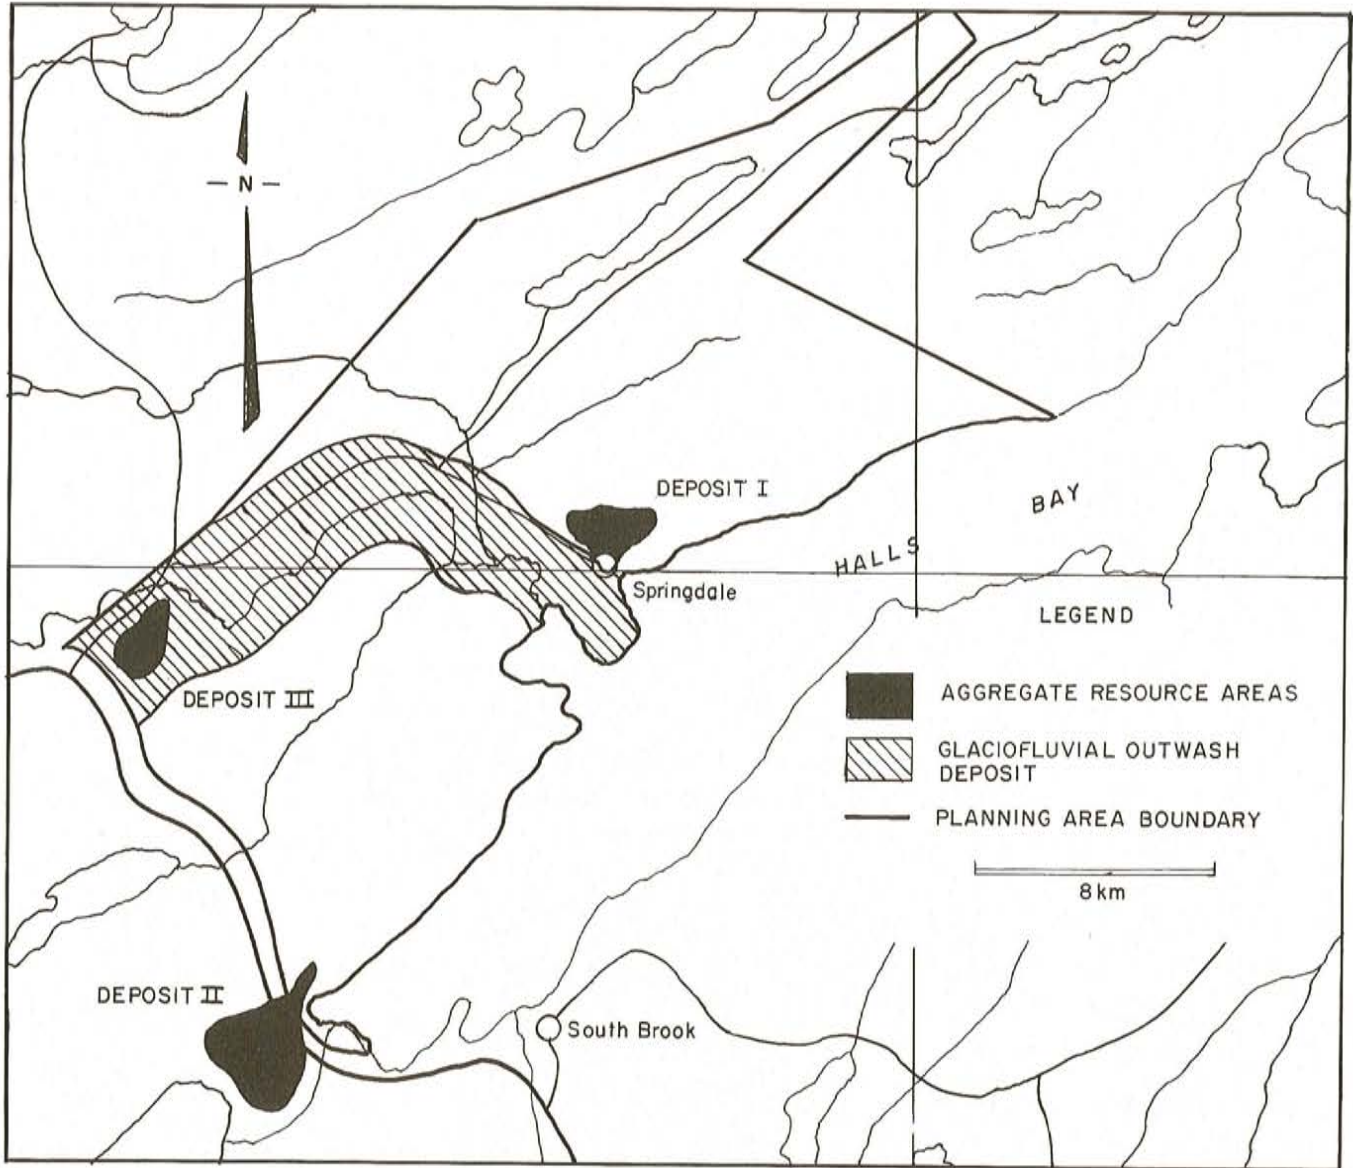 — N —
DEPOSIT I
BAY
HALLS
Springdale
LEGEND
DEPOSIT III
AGGREGATE RESOURCE AREAS
GLACIOFLUVIAL OUTWASH
DEPOSIT
PLANNING AREA BOUNDARY
8 km
DEPOSIT II
South Brook